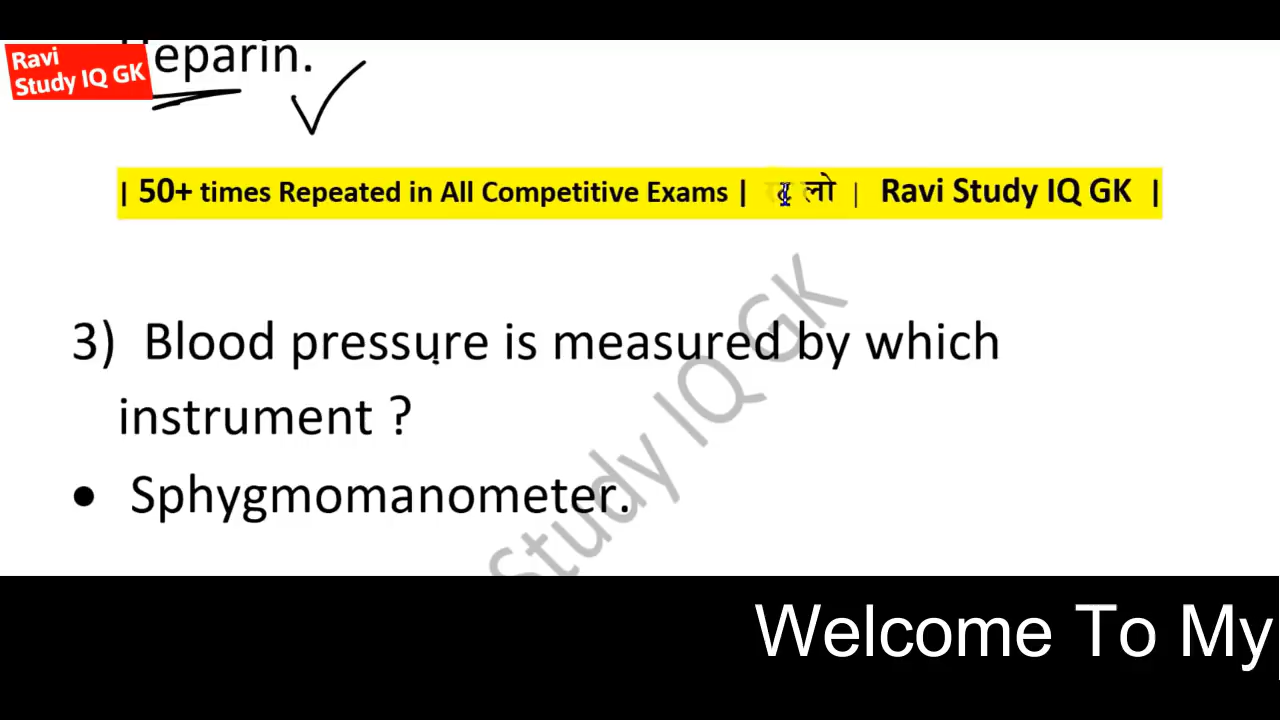 Ravi
Study IQ GK
eparin.
| 50+ times Repeated in All Competitive Exams | लो | Ravi Study IQ GK |
3) Blood pressure is measured by which
instrument ?
• Sphygmomanometer.
Study IQ GK
Welcome To My